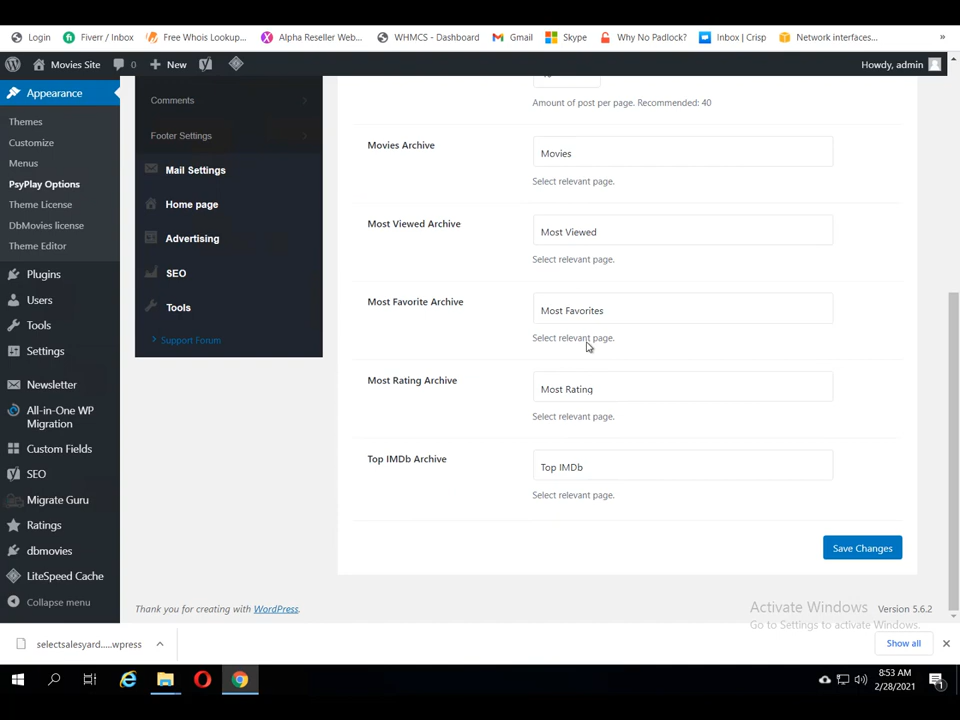 Login
Fiverr / Inbox
Free Whois Lookup...
Alpha Reseller Web...
WHMCS - Dashboard
Gmail
Skype
Why No Padlock?
Inbox | Crisp
Network interfaces...
»
Movies Site
0
New
Howdy, admin
Appearance
Themes
Customize
Menus
PsyPlay Options
Theme License
DbMovies license
Theme Editor
Plugins
Users
Tools
Settings
Newsletter
All-in-One WP
Migration
Custom Fields
SEO
Migrate Guru
Ratings
dbmovies
LiteSpeed Cache
Collapse menu
Comments
Footer Settings
Mail Settings
Home page
Advertising
SEO
Tools
Support Forum
Amount of post per page. Recommended: 40
Movies Archive
Movies
Select relevant page.
Most Viewed Archive
Most Viewed
Select relevant page.
Most Favorite Archive
Most Favorites
Select relevant page.
Most Rating Archive
Most Rating
Select relevant page.
Top IMDb Archive
Top IMDb
Select relevant page.
Save Changes
Thank you for creating with WordPress.
Version 5.6.2
Activate Windows
Go to Settings to activate Windows.
selectsalesyard.....wpress
Show all
8:53 AM
2/28/2021
1